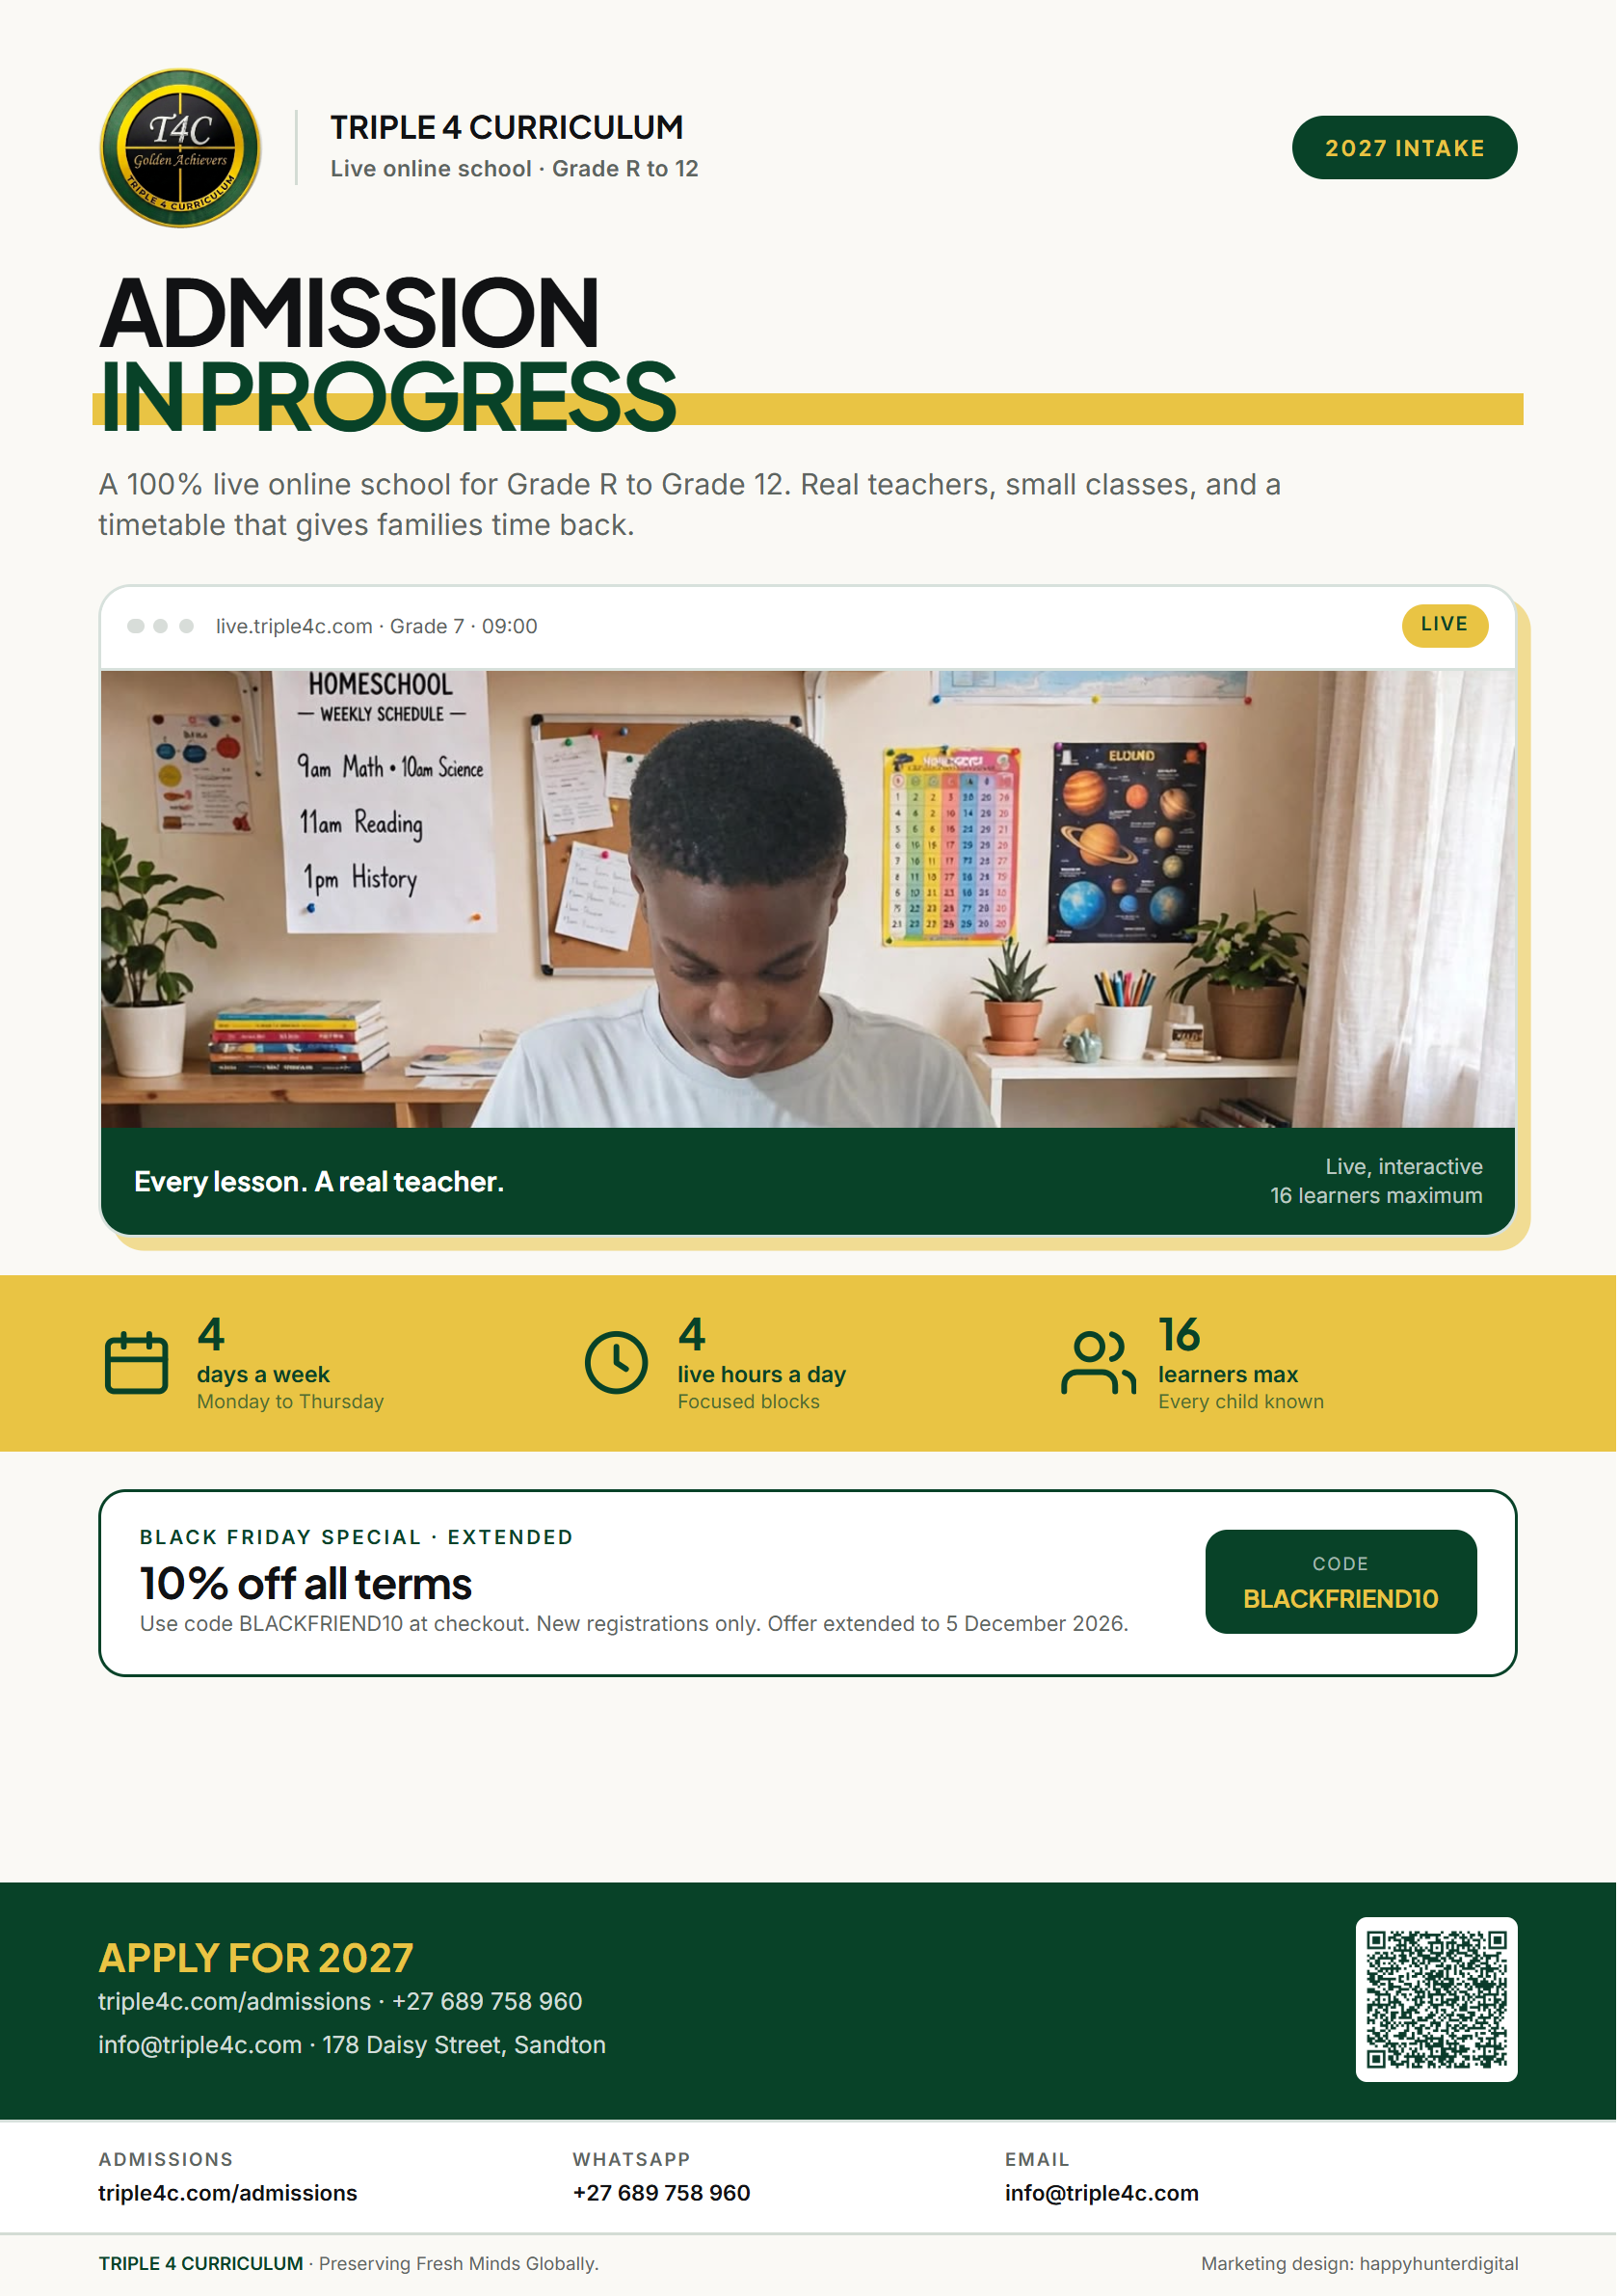 T4C
Golden Achievers
TRIPLE 4 CURRICULUM
TRIPLE 4 CURRICULUM
Live online school · Grade R to 12
2027 INTAKE
ADMISSION
IN PROGRESS
A 100% live online school for Grade R to Grade 12. Real teachers, small classes, and a
timetable that gives families time back.
live.triple4c.com · Grade 7 · 09:00
LIVE
HOMESCHOOL
— WEEKLY SCHEDULE —
9am Math • 10am Science
11am Reading
1pm History
Every lesson. A real teacher.
Live, interactive
16 learners maximum
4
days a week
Monday to Thursday
4
live hours a day
Focused blocks
16
learners max
Every child known
BLACK FRIDAY SPECIAL · EXTENDED
10% off all terms
Use code BLACKFRIEND10 at checkout. New registrations only. Offer extended to 5 December 2026.
CODE
BLACKFRIEND10
APPLY FOR 2027
triple4c.com/admissions · +27 689 758 960
info@triple4c.com · 178 Daisy Street, Sandton
ADMISSIONS
triple4c.com/admissions
WHATSAPP
+27 689 758 960
EMAIL
info@triple4c.com
TRIPLE 4 CURRICULUM · Preserving Fresh Minds Globally.
Marketing design: happyhunterdigital